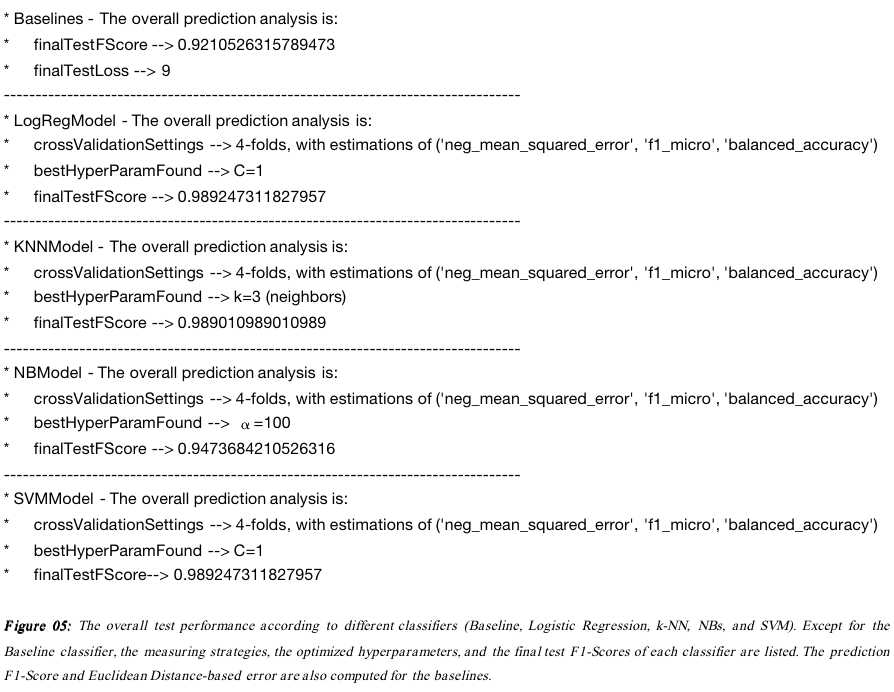 * Baselines - The overall prediction analysis is:
* finalTestFScore --> 0.9210526315789473
* finalTestLoss --> 9
--------------------------------------------------------------------------------
* LogRegModel - The overall prediction analysis is:
* crossValidationSettings --> 4-folds, with estimations of ('neg_mean_squared_error', 'f1_micro', 'balanced_accuracy')
* bestHyperParamFound --> C=1
* finalTestFScore --> 0.989247311827957
--------------------------------------------------------------------------------
* KNNModel - The overall prediction analysis is:
* crossValidationSettings --> 4-folds, with estimations of ('neg_mean_squared_error', 'f1_micro', 'balanced_accuracy')
* bestHyperParamFound --> k=3 (neighbors)
* finalTestFScore --> 0.989010989010989
--------------------------------------------------------------------------------
* NBModel - The overall prediction analysis is:
* crossValidationSettings --> 4-folds, with estimations of ('neg_mean_squared_error', 'f1_micro', 'balanced_accuracy')
* bestHyperParamFound --> α=100
* finalTestFScore --> 0.9473684210526316
--------------------------------------------------------------------------------
* SVMModel - The overall prediction analysis is:
* crossValidationSettings --> 4-folds, with estimations of ('neg_mean_squared_error', 'f1_micro', 'balanced_accuracy')
* bestHyperParamFound --> C=1
* finalTestFScore--> 0.989247311827957
Figure 05: The overall test performance according to different classifiers (Baseline, Logistic Regression, k-NN, NBs, and SVM). Except for the
Baseline classifier, the measuring strategies, the optimized hyperparameters, and the final test F1-Scores of each classifier are listed. The prediction
F1-Score and Euclidean Distance-based error are also computed for the baselines.